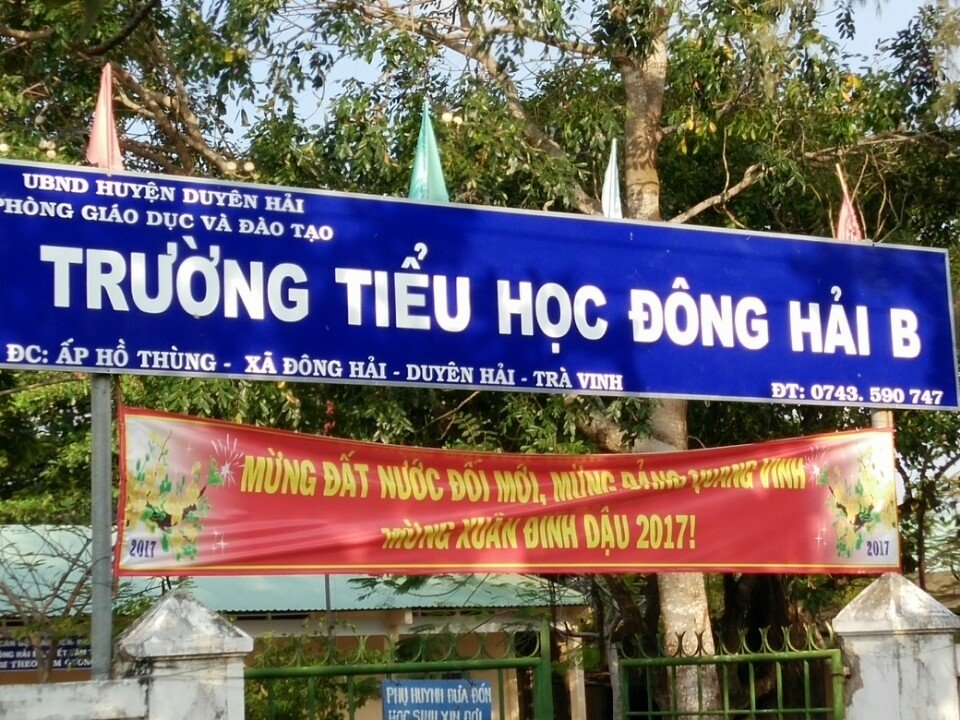 UBND HUYỆN DUYÊN HẢI
PHÒNG GIÁO DỤC VÀ ĐÀO TẠO
TRƯỜNG TIỂU HỌC ĐÔNG HẢI B
ĐC: ẤP HỒ THÙNG - XÃ ĐÔNG HẢI - DUYÊN HẢI - TRÀ VINH
ĐT: 0743. 590 747
MỪNG ĐẤT NƯỚC ĐỔI MỚI, MỪNG ĐẢNG QUANG VINH
MỪNG XUÂN ĐINH DẬU 2017!
2017
2017
PHỤ HUYNH ĐƯA ĐÓN
HỌC SINH XIN ĐỢI